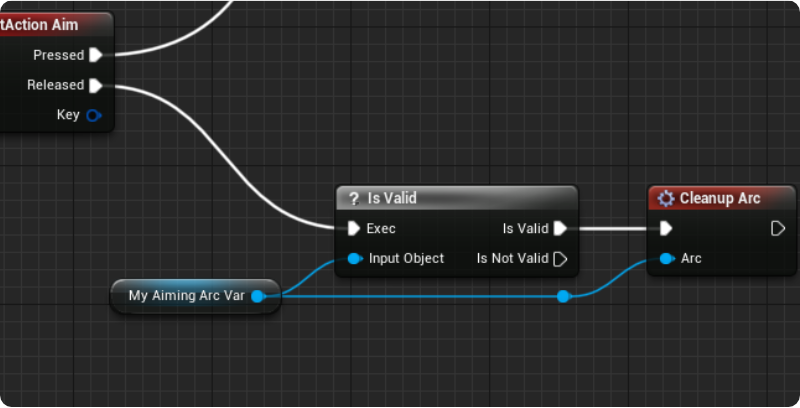 tAction Aim
Pressed
Released
Key
? Is Valid
Exec
Is Valid
Input Object
Is Not Valid
Cleanup Arc
Arc
My Aiming Arc Var